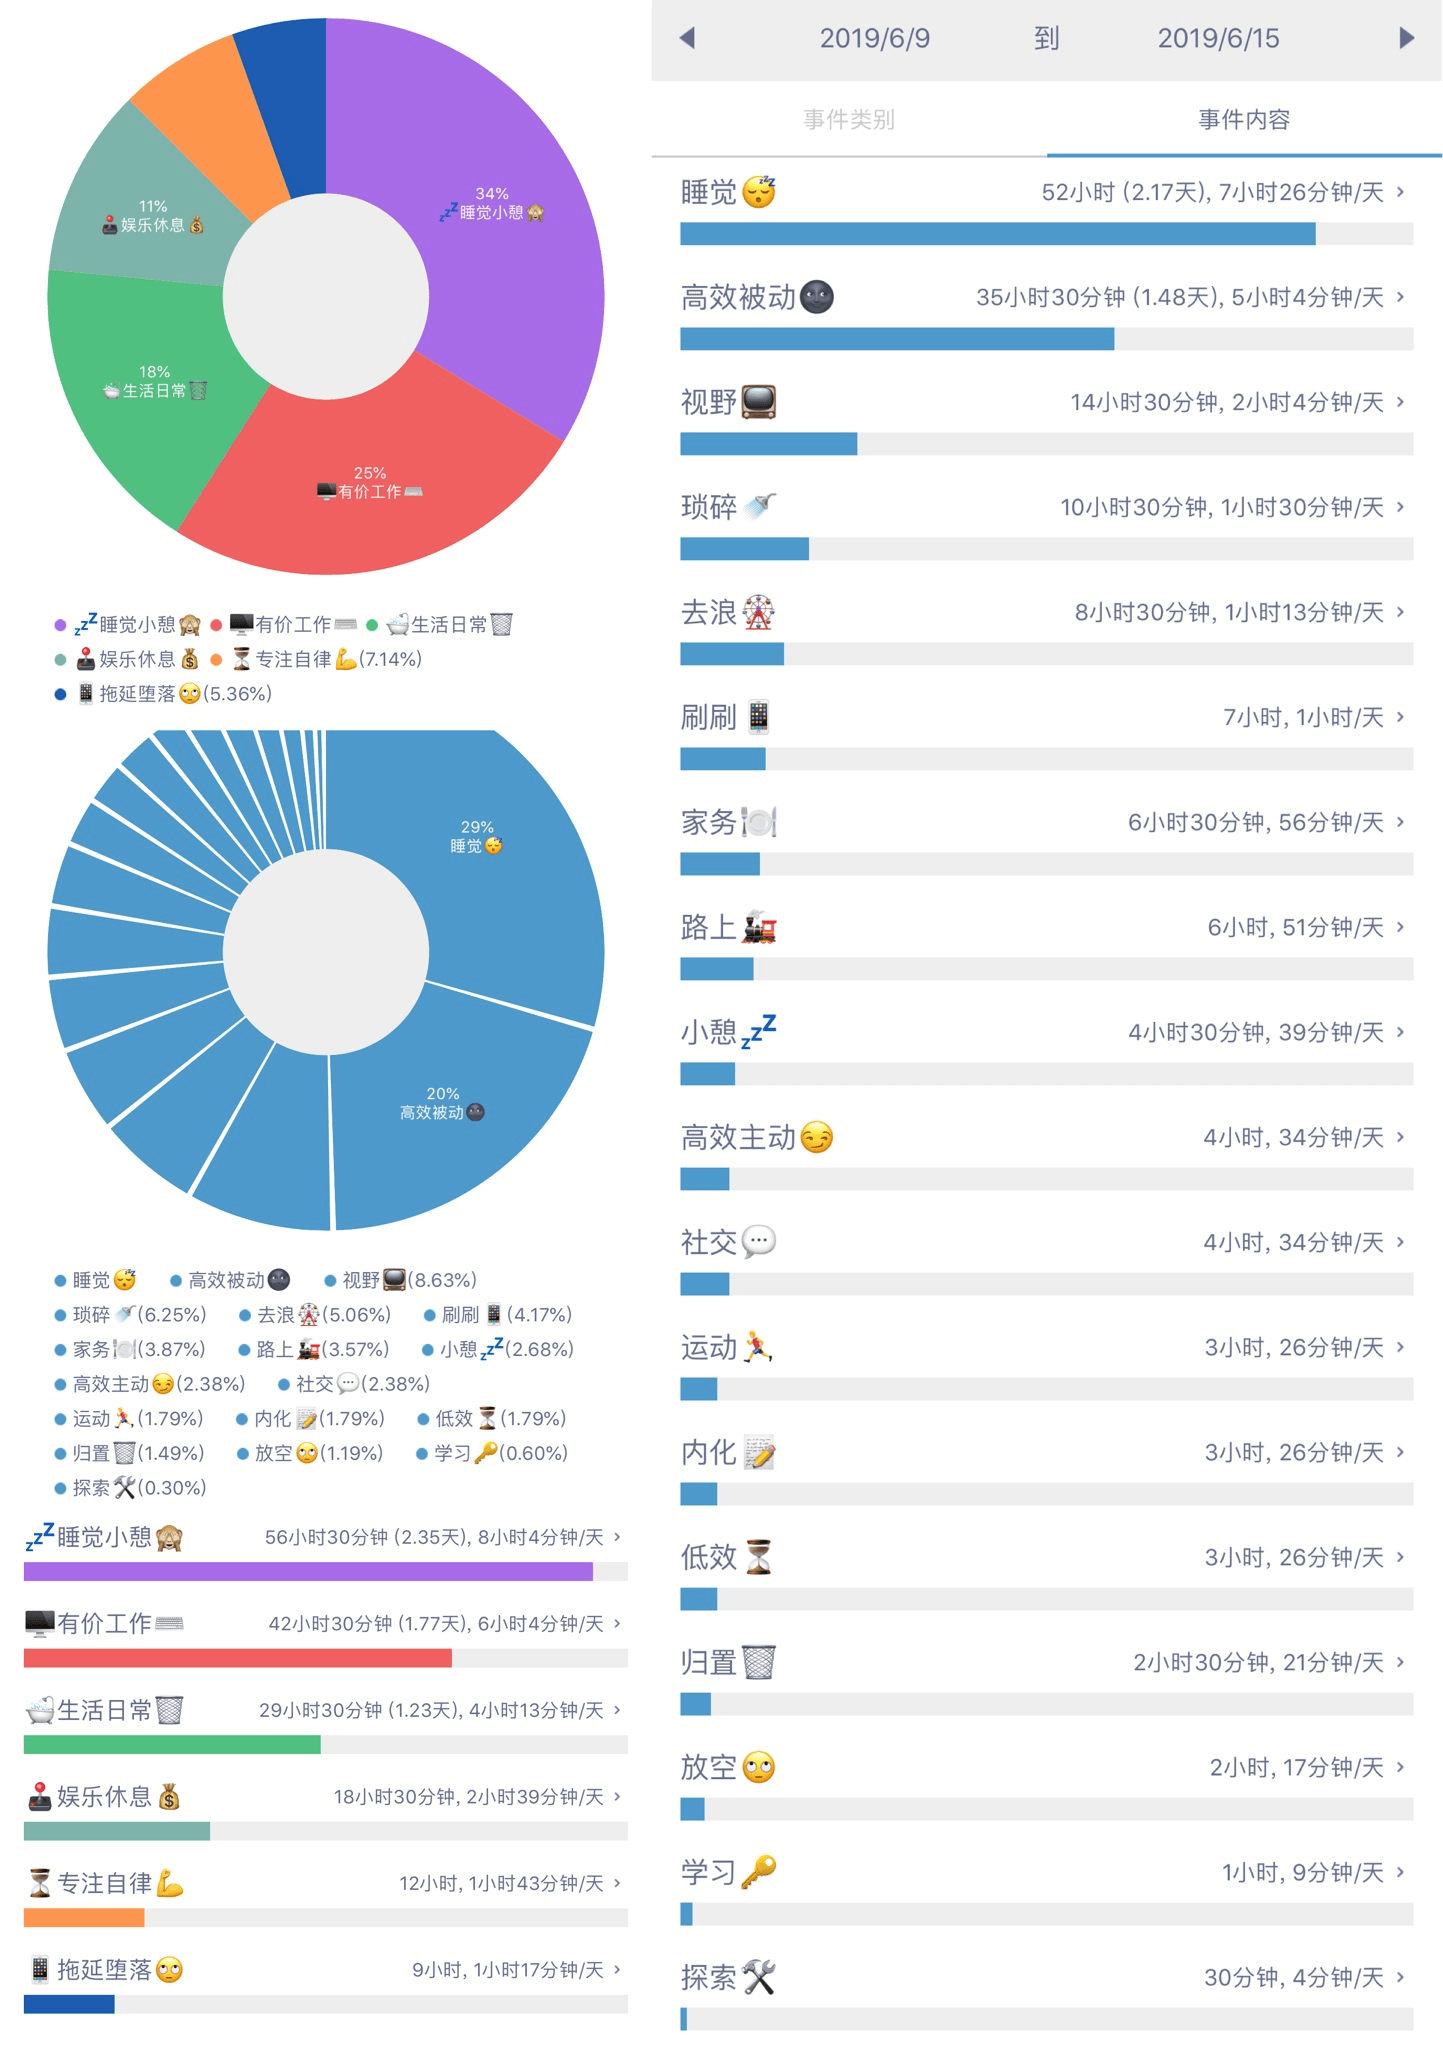 34%
💤睡觉小憩🙈
11%
🕹娱乐休息💰
18%
🛁生活日常🗑
25%
🖥有价工作⌨
💤睡觉小憩🙈 🖥有价工作⌨ 🛁生活日常🗑
🕹娱乐休息💰 ⏳专注自律💪(7.14%)
📱拖延堕落🙄(5.36%)
29%
睡觉😴
20%
高效被动🌚
睡觉😴 高效被动🌚 视野📺(8.63%)
琐碎🚿(6.25%) 去浪🎡(5.06%) 刷刷📱(4.17%)
家务🍽(3.87%) 路上🚂(3.57%) 小憩💤(2.68%)
高效主动😏(2.38%) 社交💬(2.38%)
运动🏃(1.79%) 内化📝(1.79%) 低效⏳(1.79%)
归置🗑(1.49%) 放空🙄(1.19%) 学习🔑(0.60%)
探索🛠(0.30%)
💤睡觉小憩🙈 56小时30分钟 (2.35天), 8小时4分钟/天 >
🖥有价工作⌨ 42小时30分钟 (1.77天), 6小时4分钟/天 >
🛁生活日常🗑 29小时30分钟 (1.23天), 4小时13分钟/天 >
🕹娱乐休息💰 18小时30分钟, 2小时39分钟/天 >
⏳专注自律💪 12小时, 1小时43分钟/天 >
📱拖延堕落🙄 9小时, 1小时17分钟/天 >
2019/6/9 到 2019/6/15
事件类别 事件内容
睡觉😴 52小时 (2.17天), 7小时26分钟/天 >
高效被动🌚 35小时30分钟 (1.48天), 5小时4分钟/天 >
视野📺 14小时30分钟, 2小时4分钟/天 >
琐碎🚿 10小时30分钟, 1小时30分钟/天 >
去浪🎡 8小时30分钟, 1小时13分钟/天 >
刷刷📱 7小时, 1小时/天 >
家务🍽 6小时30分钟, 56分钟/天 >
路上🚂 6小时, 51分钟/天 >
小憩💤 4小时30分钟, 39分钟/天 >
高效主动😏 4小时, 34分钟/天 >
社交💬 4小时, 34分钟/天 >
运动🏃 3小时, 26分钟/天 >
内化📝 3小时, 26分钟/天 >
低效⏳ 3小时, 26分钟/天 >
归置🗑 2小时30分钟, 21分钟/天 >
放空🙄 2小时, 17分钟/天 >
学习🔑 1小时, 9分钟/天 >
探索🛠 30分钟, 4分钟/天 >